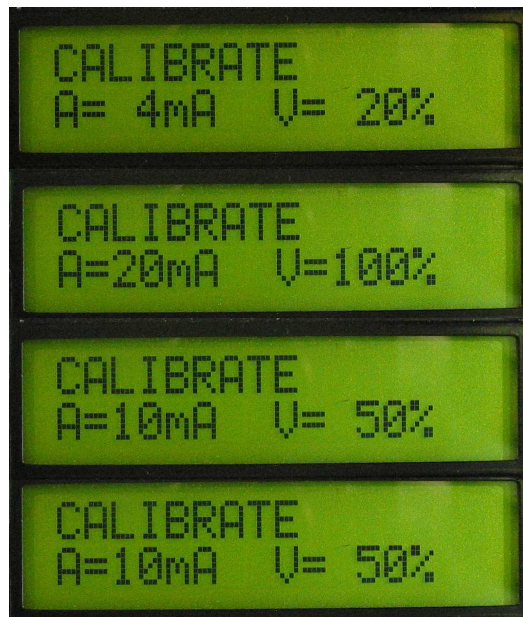 CALIBRATE
A= 4mA  V= 20%
CALIBRATE
A=20mA  V=100%
CALIBRATE
A=10mA  V= 50%
CALIBRATE
A=10mA  V= 50%